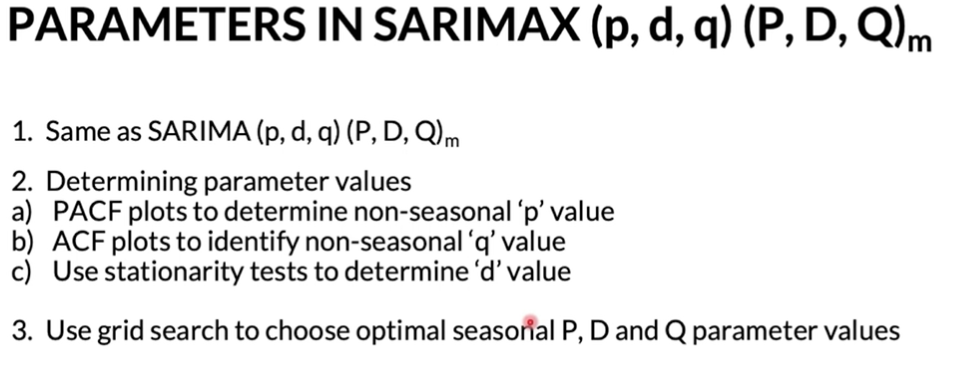 PARAMETERS IN SARIMAX (p, d, q) (P, D, Q)m
1. Same as SARIMA (p, d, q) (P, D, Q)m
2. Determining parameter values
a) PACF plots to determine non-seasonal ‘p’ value
b) ACF plots to identify non-seasonal ‘q’ value
c) Use stationarity tests to determine ‘d’ value
3. Use grid search to choose optimal seasonal P, D and Q parameter values